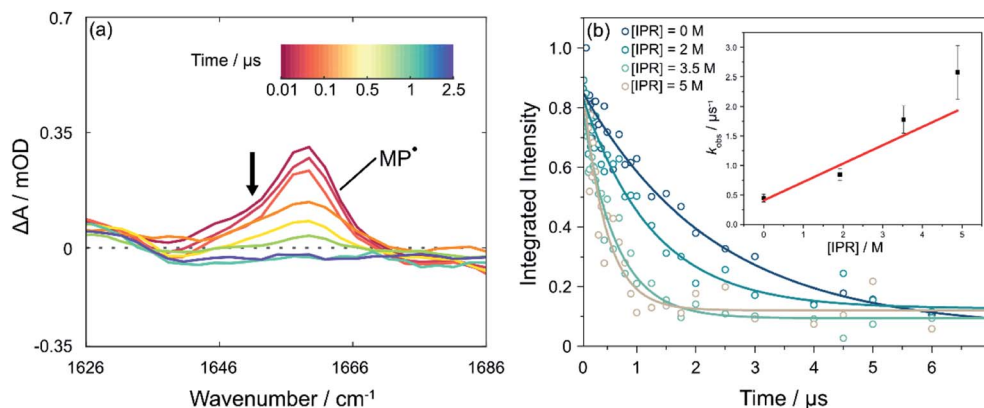 (a)
0.7
0.35
0
-0.35
ΔA / mOD
Time / μs
0.01 0.1 0.5 1 2.5
MP•
1626 1646 1666 1686
Wavenumber / cm⁻¹
(b)
1.0
0.8
0.6
0.4
0.2
0
Integrated Intensity
[IPR] = 0 M
[IPR] = 2 M
[IPR] = 3.5 M
[IPR] = 5 M
3.0
2.5
2.0
1.5
1.0
0.5
0.0
k_obs / μs⁻¹
0 1 2 3 4 5
[IPR] / M
0 1 2 3 4 5 6
Time / μs